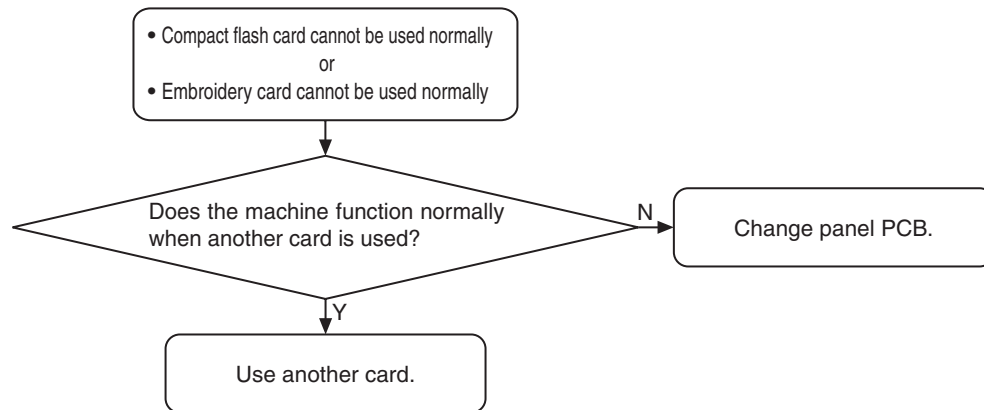 • Compact flash card cannot be used normally
or
• Embroidery card cannot be used normally
Does the machine function normally
when another card is used?
N
Change panel PCB.
Y
Use another card.